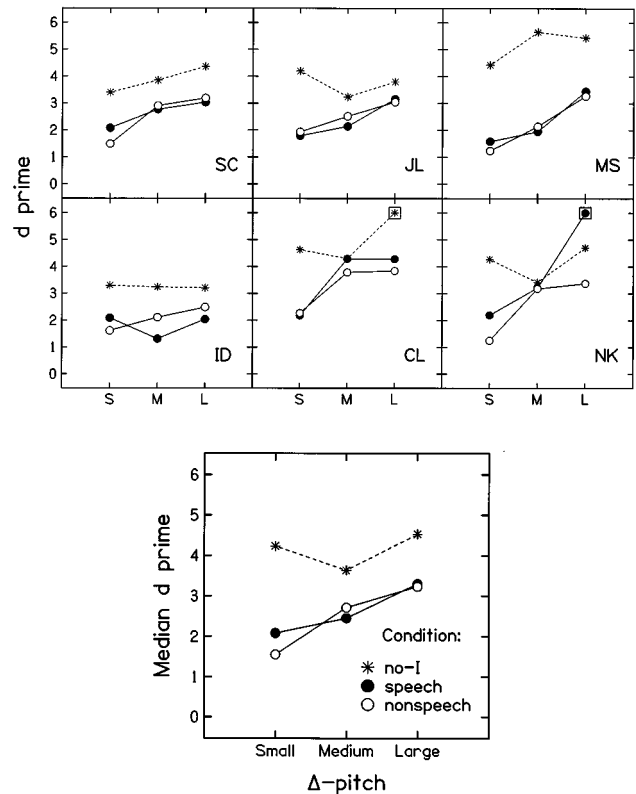 6
5
4
3
2
1
0
SC
JL
MS
d prime
6
5
4
3
2
1
0
ID
CL
NK
S M L S M L S M L
6
5
4
3
2
1
0
Median d prime
Condition:
no-I
speech
nonspeech
Small Medium Large
Δ-pitch